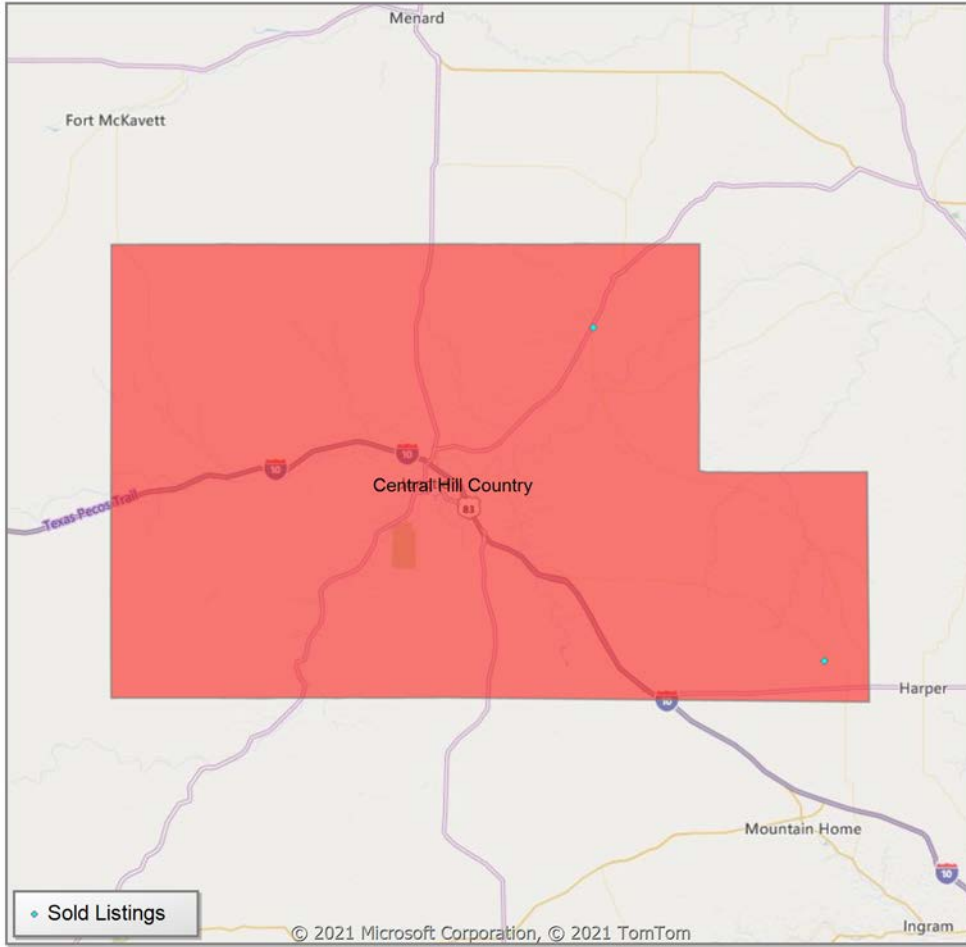 Menard
Fort McKavett
10
10
Central Hill Country
83
Texas Pecos Trail
Harper
10
Mountain Home
10
Sold Listings
Ingram
© 2021 Microsoft Corporation, © 2021 TomTom